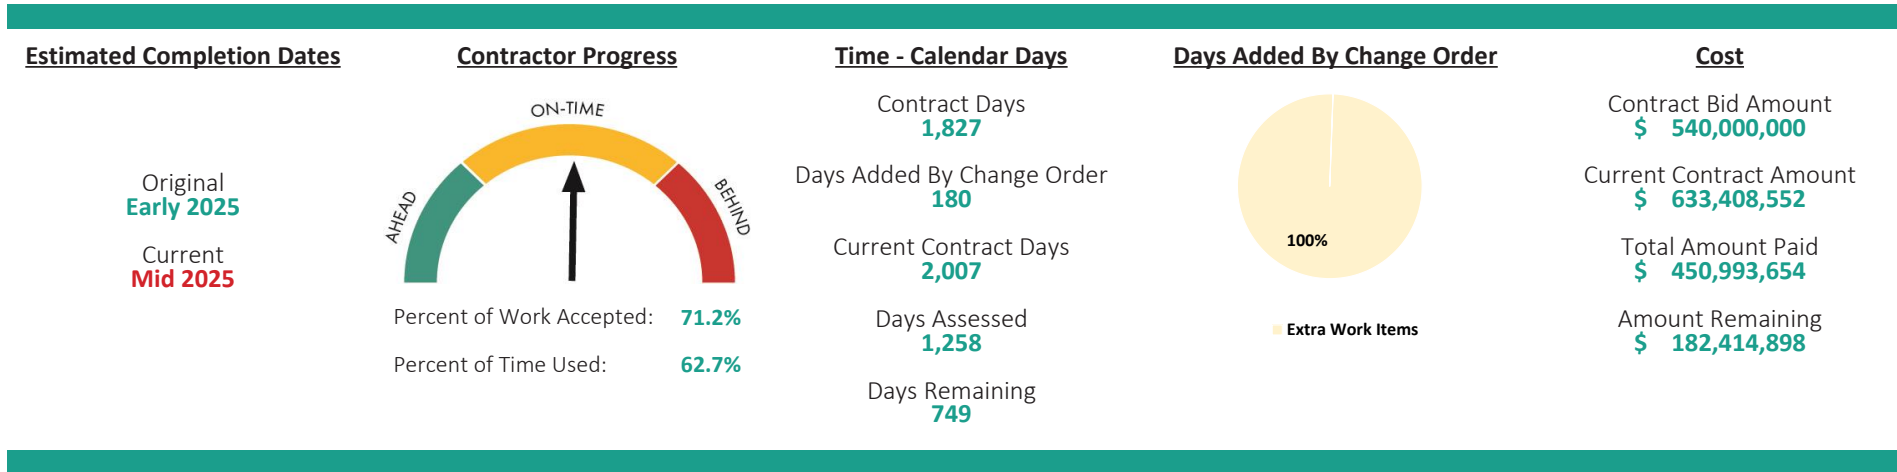 Estimated Completion Dates
Original
Early 2025
Current
Mid 2025
Contractor Progress
ON-TIME
AHEAD
BEHIND
Percent of Work Accepted: 71.2%
Percent of Time Used: 62.7%
Time - Calendar Days
Contract Days
1,827
Days Added By Change Order
180
Current Contract Days
2,007
Days Assessed
1,258
Days Remaining
749
Days Added By Change Order
100%
Extra Work Items
Cost
Contract Bid Amount
$ 540,000,000
Current Contract Amount
$ 633,408,552
Total Amount Paid
$ 450,993,654
Amount Remaining
$ 182,414,898